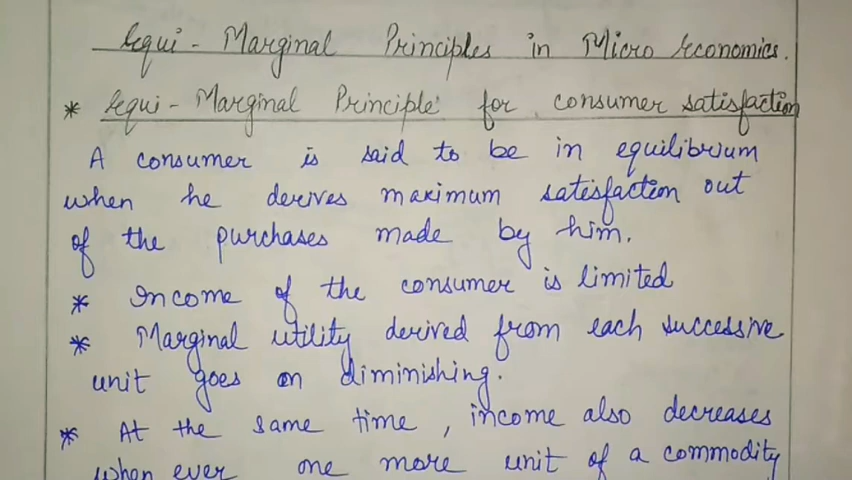 Equi - Marginal Principles in Micro Economics.
* Equi - Marginal Principle for consumer satisfaction
A consumer is said to be in equilibrium
when he derives maximum satisfaction out
of the purchases made by him.
* Income of the consumer is limited
* Marginal utility derived from each successive
unit goes on diminishing.
* At the same time, income also decreases
when ever one more unit of a commodity